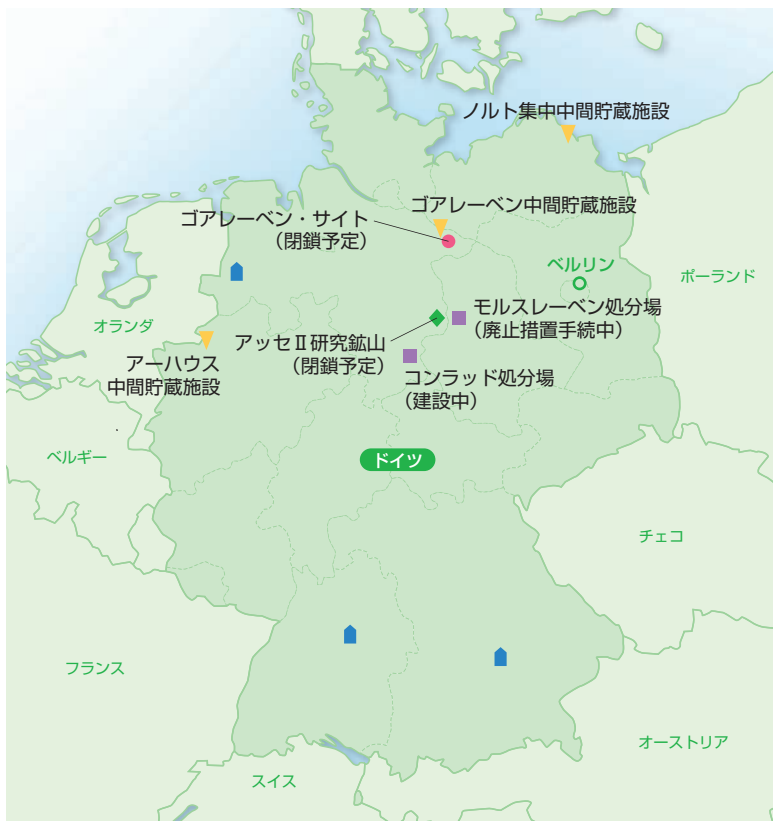 ノルト集中中間貯蔵施設
ゴアレーベン中間貯蔵施設
ゴアレーベン・サイト
（閉鎖予定）
ベルリン
ポーランド
モルスレーベン処分場
（廃止措置手続中）
オランダ
アッセⅡ研究鉱山
（閉鎖予定）
アーハウス
中間貯蔵施設
コンラッド処分場
（建設中）
ベルギー
ドイツ
チェコ
フランス
オーストリア
スイス